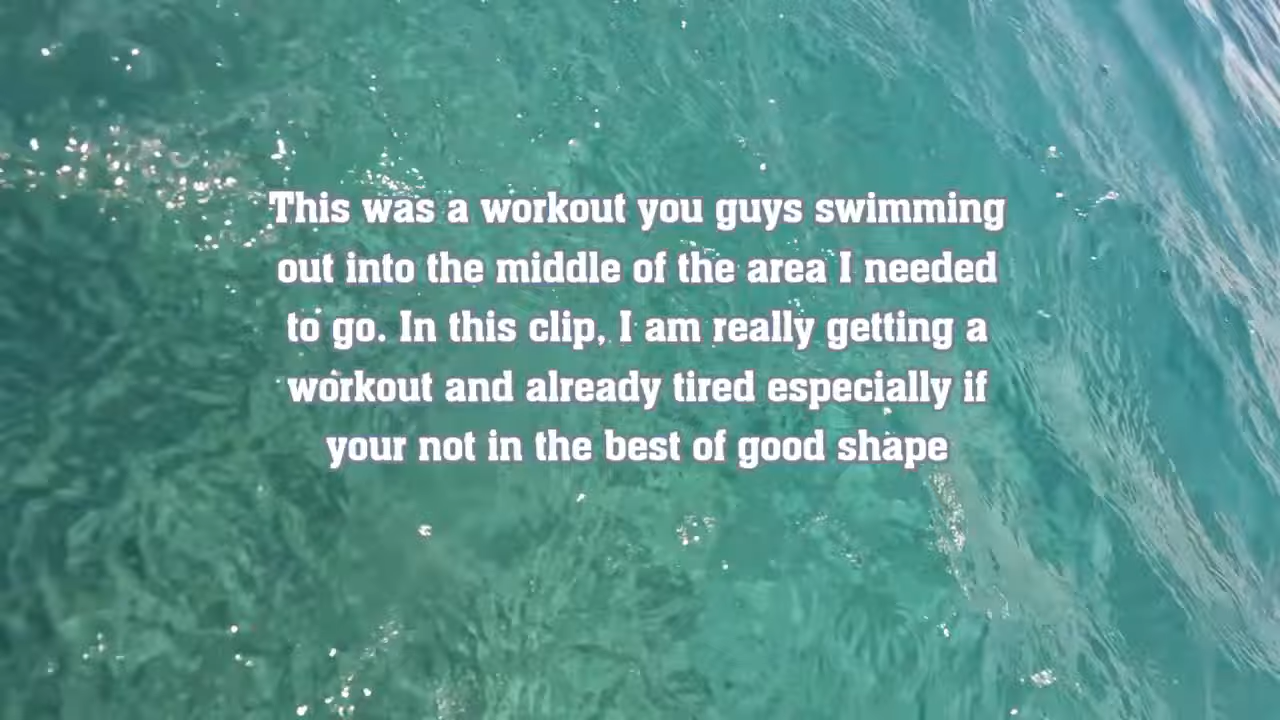 This was a workout you guys swimming
out into the middle of the area I needed
to go. In this clip, I am really getting a
workout and already tired especially if
your not in the best of good shape